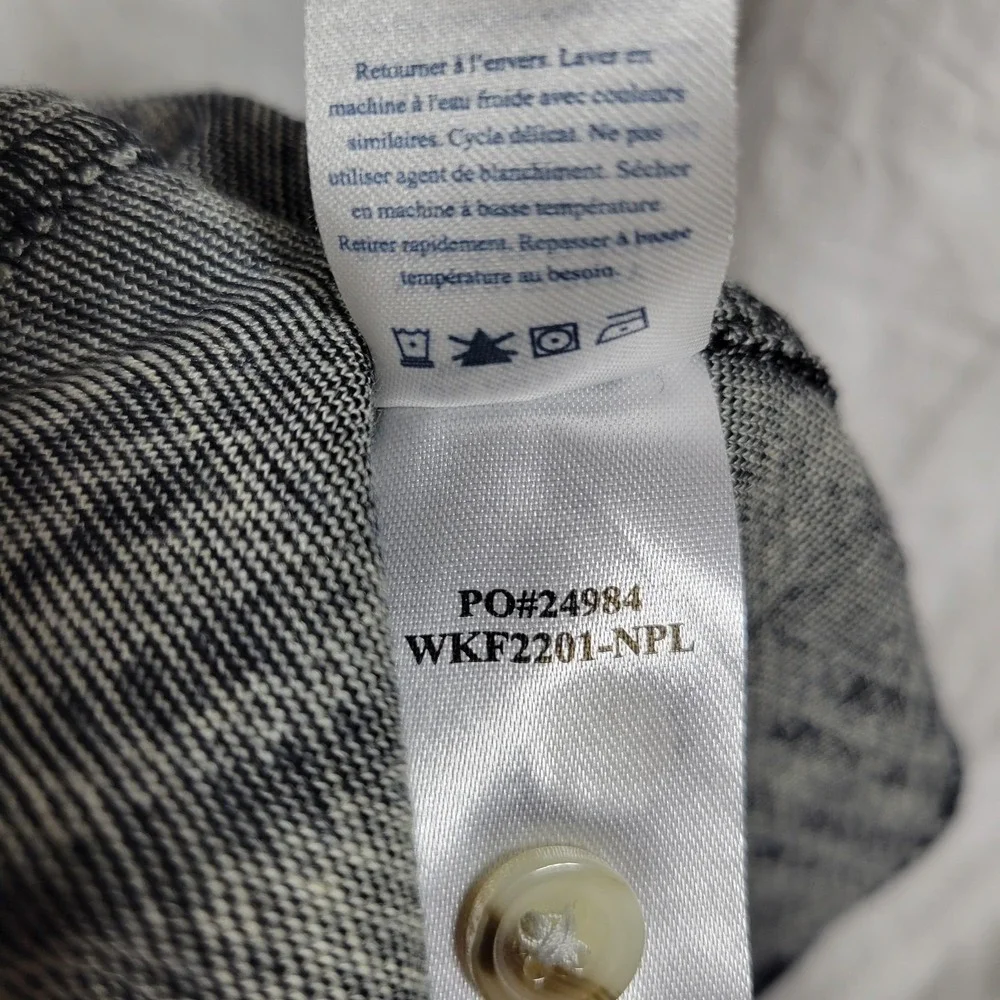 Retourner à l'envers. Laver en
machine à l'eau froide avec couleurs
similaires. Cycle délicat. Ne pas
utiliser agent de blanchiment. Sécher
en machine à basse température
Retirer rapidement. Repasser à basse
température au besoin.
PO#24984
WKF2201-NPL